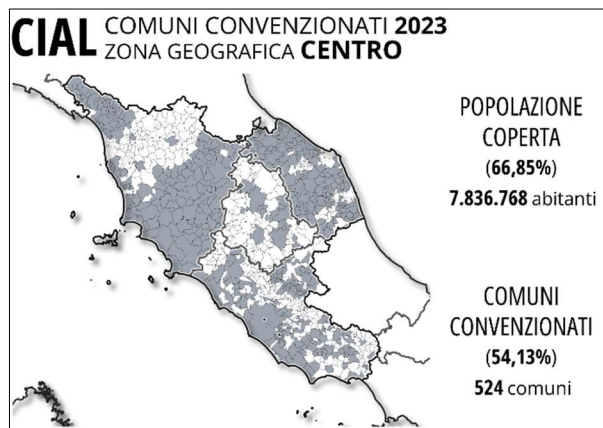 CIAL COMUNI CONVENZIONATI 2023
ZONA GEOGRAFICA CENTRO
POPOLAZIONE
COPERTA
(66,85%)
7.836.768 abitanti
COMUNI
CONVENZIONATI
(54,13%)
524 comuni